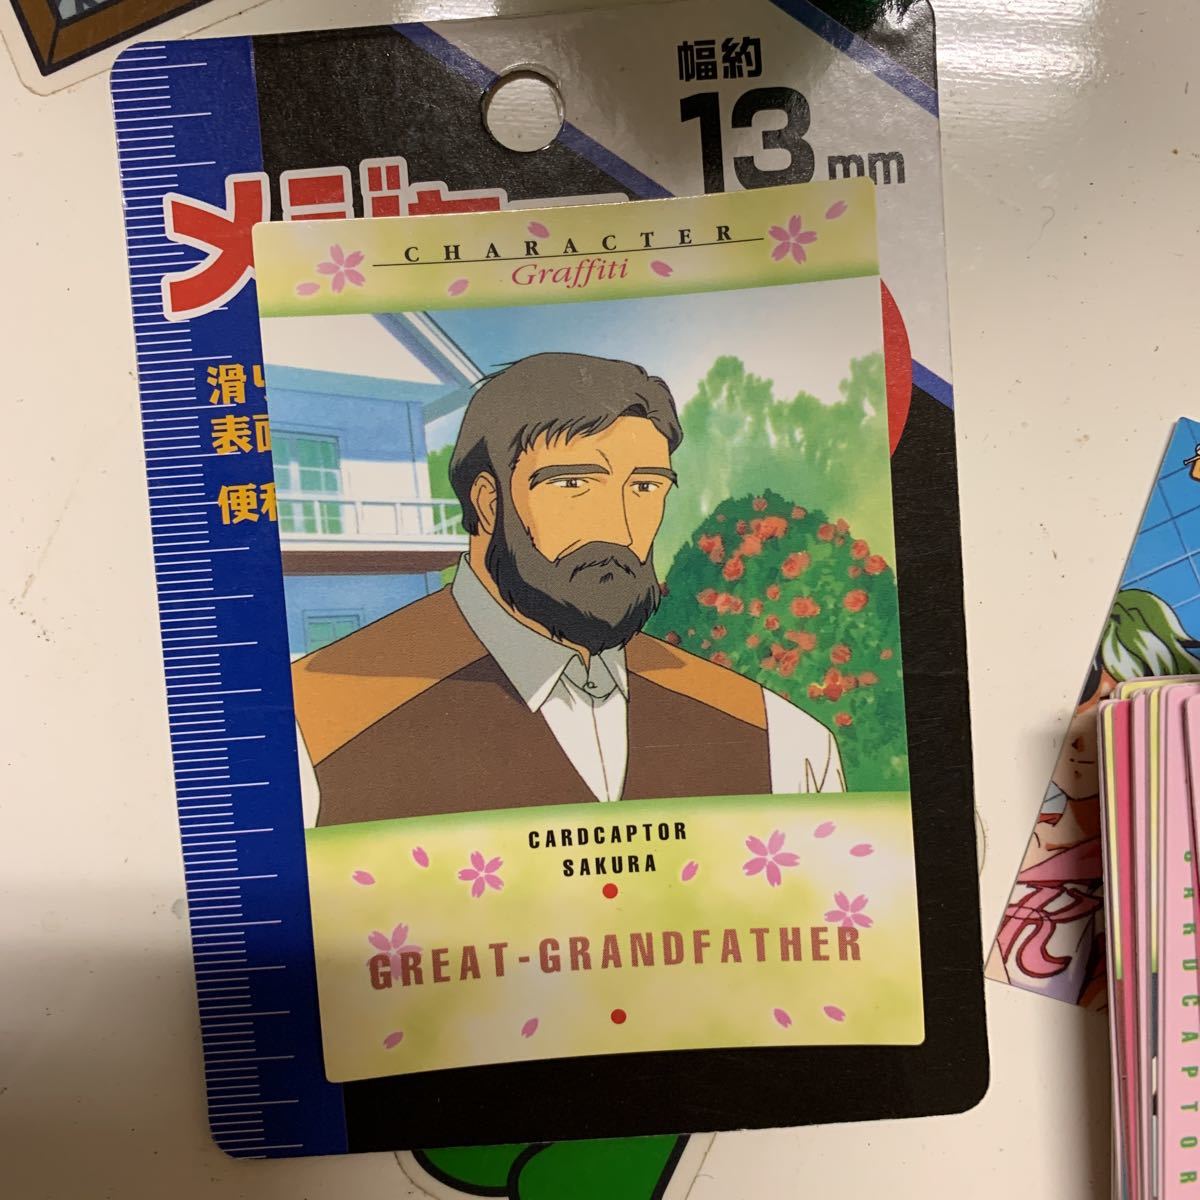 幅約
13mm
メジャー
CHARACTER
Graffiti
滑り
表面
便利
CARDCAPTOR
SAKURA
GREAT-GRANDFATHER
CARDCAPTOR